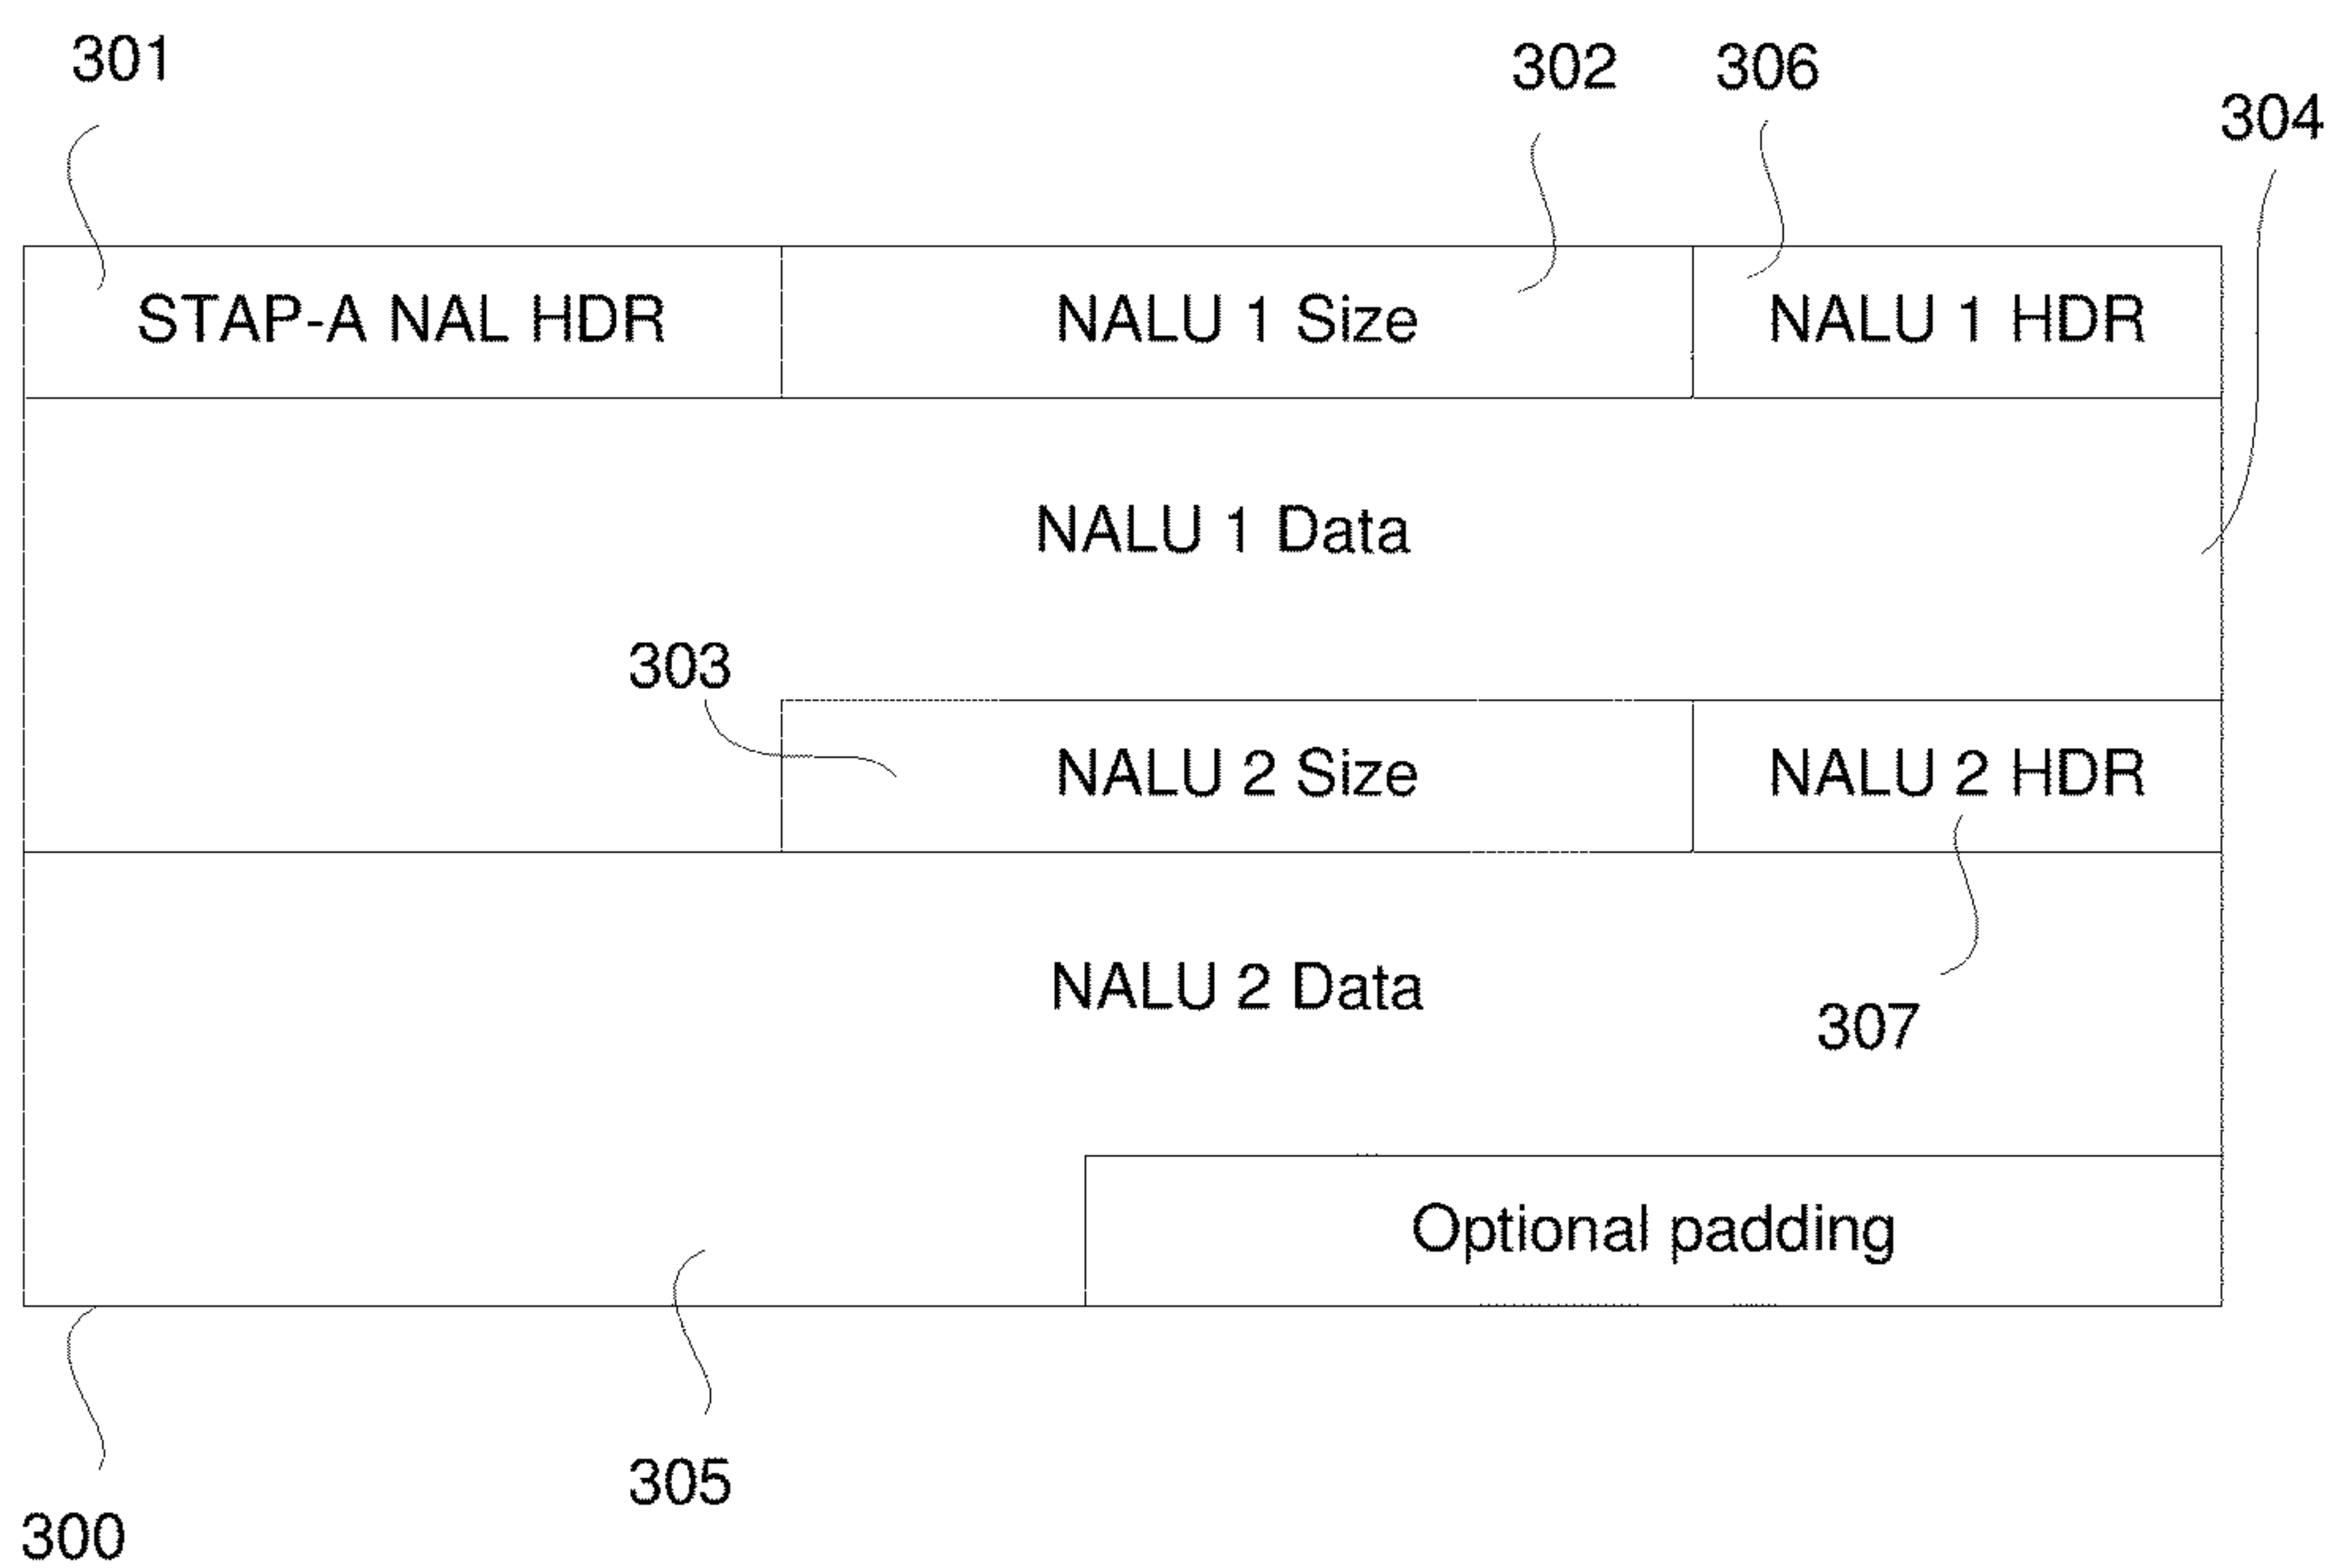 301
302
306
304
STAP-A NAL HDR
NALU 1 Size
NALU 1 HDR
NALU 1 Data
303
NALU 2 Size
NALU 2 HDR
NALU 2 Data
307
Optional padding
305
300